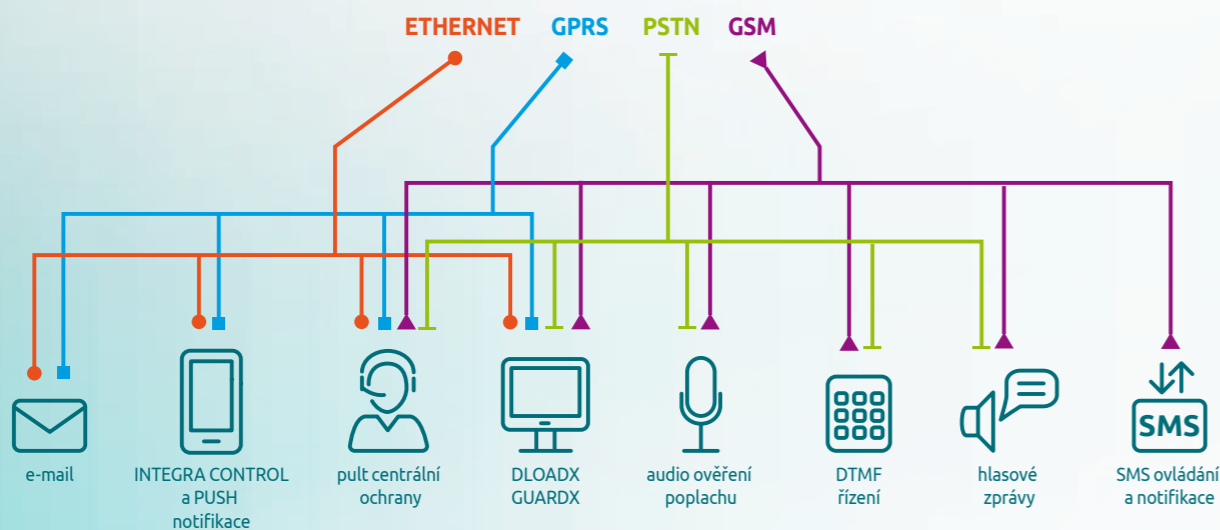 ETHERNET GPRS PSTN GSM
SMS
e-mail
INTEGRA CONTROL
a PUSH
notifikace
pult centrální
ochrany
DLOADX
GUARDX
audio ověření
poplachu
DTMF
řízení
hlasové
zprávy
SMS ovládání
a notifikace